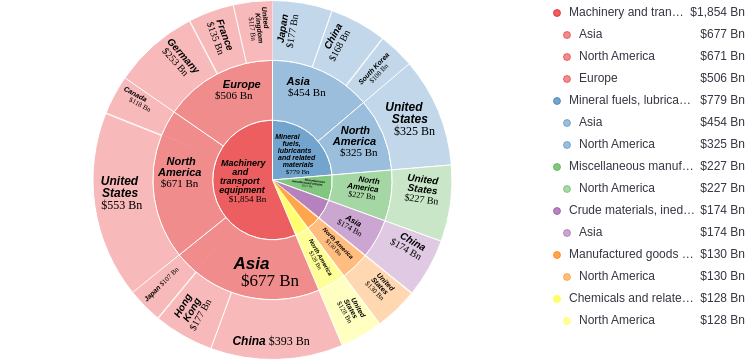 Machinery and transport equipment
$1,854 Bn
Asia
$677 Bn
North America
$671 Bn
Europe
$506 Bn
China $393 Bn
Hong Kong
$177 Bn
Japan $107 Bn
United States
$553 Bn
Canada
$118 Bn
Germany
$253 Bn
France
$135 Bn
United Kingdom
$117 Bn
Mineral fuels, lubricants and related materials
$779 Bn
Asia
$454 Bn
North America
$325 Bn
Japan
$177 Bn
China
$168 Bn
South Korea
$108 Bn
United States
$325 Bn
North America
$227 Bn
United States
$227 Bn
Asia
$174 Bn
China
$174 Bn
North America
$130 Bn
United States
$130 Bn
North America
$128 Bn
United States
$128 Bn
Machinery and tran… $1,854 Bn
Asia $677 Bn
North America $671 Bn
Europe $506 Bn
Mineral fuels, lubrica… $779 Bn
Asia $454 Bn
North America $325 Bn
Miscellaneous manuf… $227 Bn
North America $227 Bn
Crude materials, ined… $174 Bn
Asia $174 Bn
Manufactured goods … $130 Bn
North America $130 Bn
Chemicals and relate… $128 Bn
North America $128 Bn